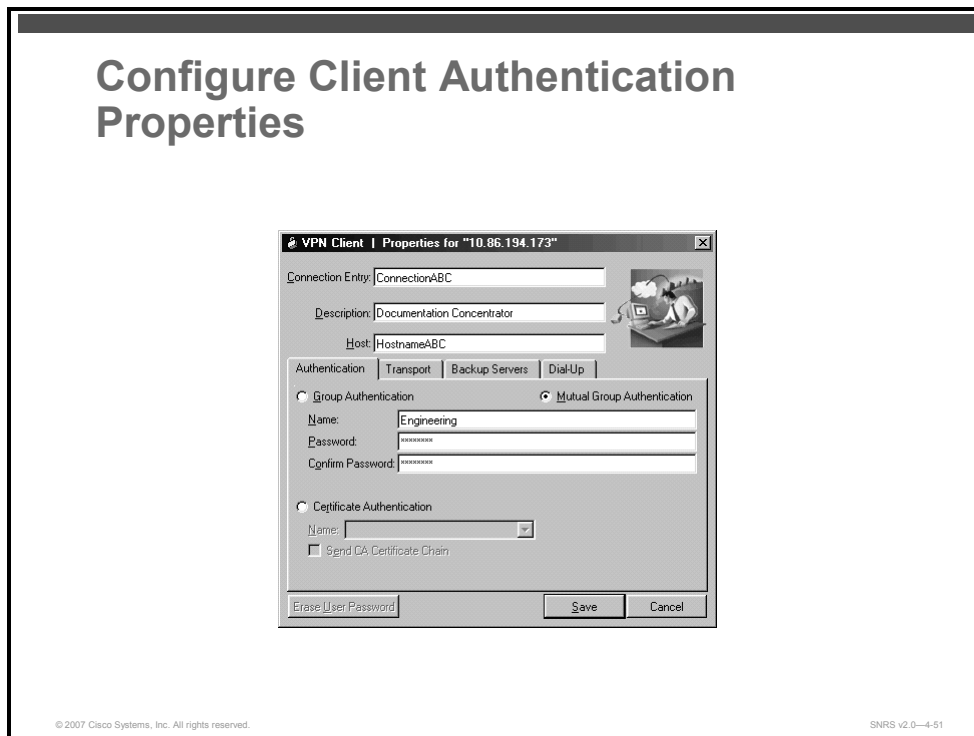 Configure Client Authentication
Properties
VPN Client | Properties for "10.86.194.173"
Connection Entry: ConnectionABC
Description: Documentation Concentrator
Host: HostnameABC
Authentication Transport Backup Servers Dial-Up
Group Authentication Mutual Group Authentication
Name: Engineering
Password: ********
Confirm Password: ********
Certificate Authentication
Name:
Send CA Certificate Chain
Erase User Password Save Cancel
© 2007 Cisco Systems, Inc. All rights reserved. SNRS v2.0—4-51